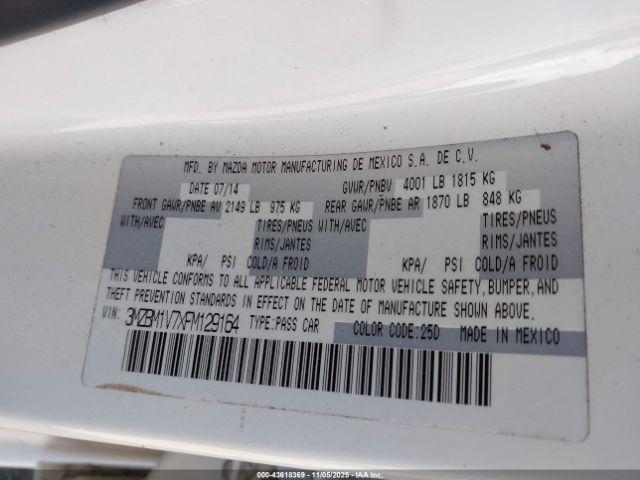 MFD. BY MAZDA MOTOR MANUFACTURING DE MEXICO S.A. DE C.V.
DATE 07/14 GVWR/PNBV 4001 LB 1815 KG
FRONT GAWR/PNBE AV 2149 LB 975 KG REAR GAWR/PNBE AR 1870 LB 848 KG
WITH/AVEC TIRES/PNEUS WITH/AVEC TIRES/PNEUS
RIMS/JANTES RIMS/JANTES
KPA/ PSI COLD/A FROID KPA/ PSI COLD/A FROID
THIS VEHICLE CONFORMS TO ALL APPLICABLE FEDERAL MOTOR VEHICLE SAFETY, BUMPER, AND
THEFT PREVENTION STANDARDS IN EFFECT ON THE DATE OF MANUFACTURE SHOWN ABOVE.
VIN: 3MZBM1V7XFM129164 TYPE:PASS CAR COLOR CODE:25D MADE IN MEXICO
000-43618369 - 11/05/2025 - IAA Inc.